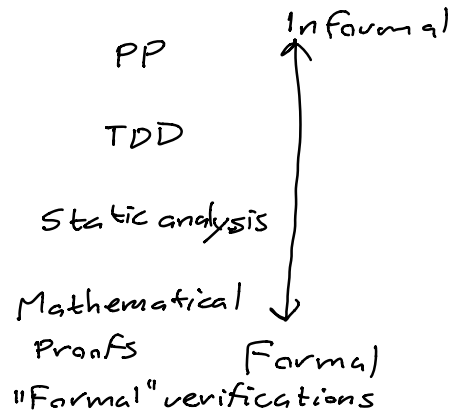 Informal
PP
TDD
Static analysis
Mathematical
Proofs
Formal
"Formal" verifications